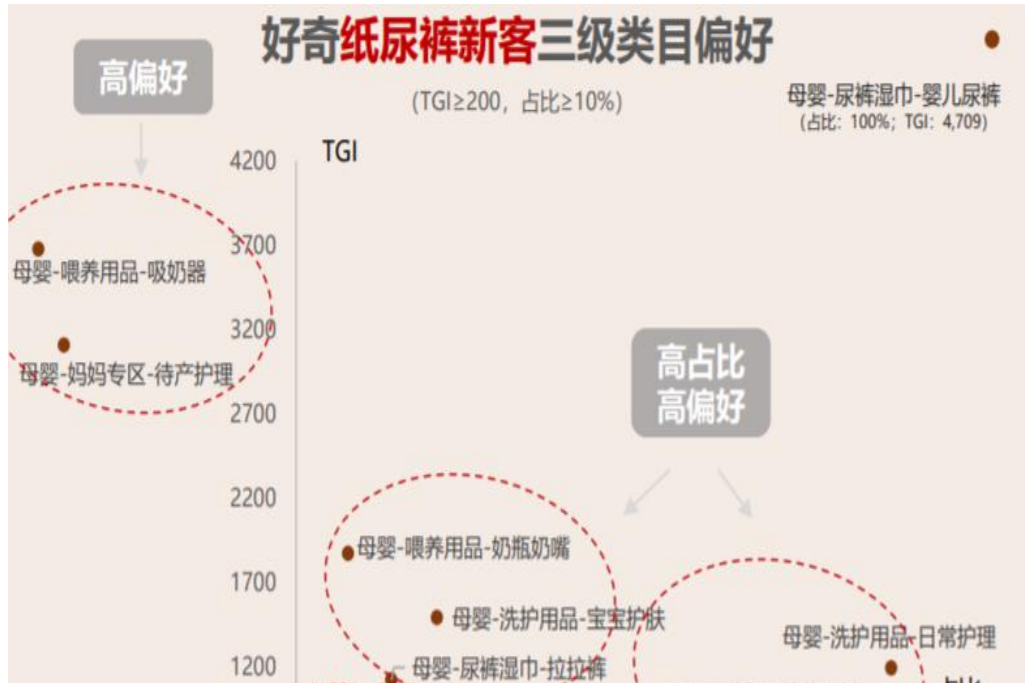 好奇纸尿裤新客三级类目偏好
(TGI≥200，占比≥10%)
高偏好
母婴-尿裤湿巾-婴儿尿裤
(占比：100%；TGI：4,709)
TGI
4200
3700
母婴-喂养用品-吸奶器
3200
母婴-妈妈专区-待产护理
高占比
高偏好
2700
2200
母婴-喂养用品-奶瓶奶嘴
1700
母婴-洗护用品-宝宝护肤
母婴-洗护用品-日常护理
母婴-尿裤湿巾-拉拉裤
1200